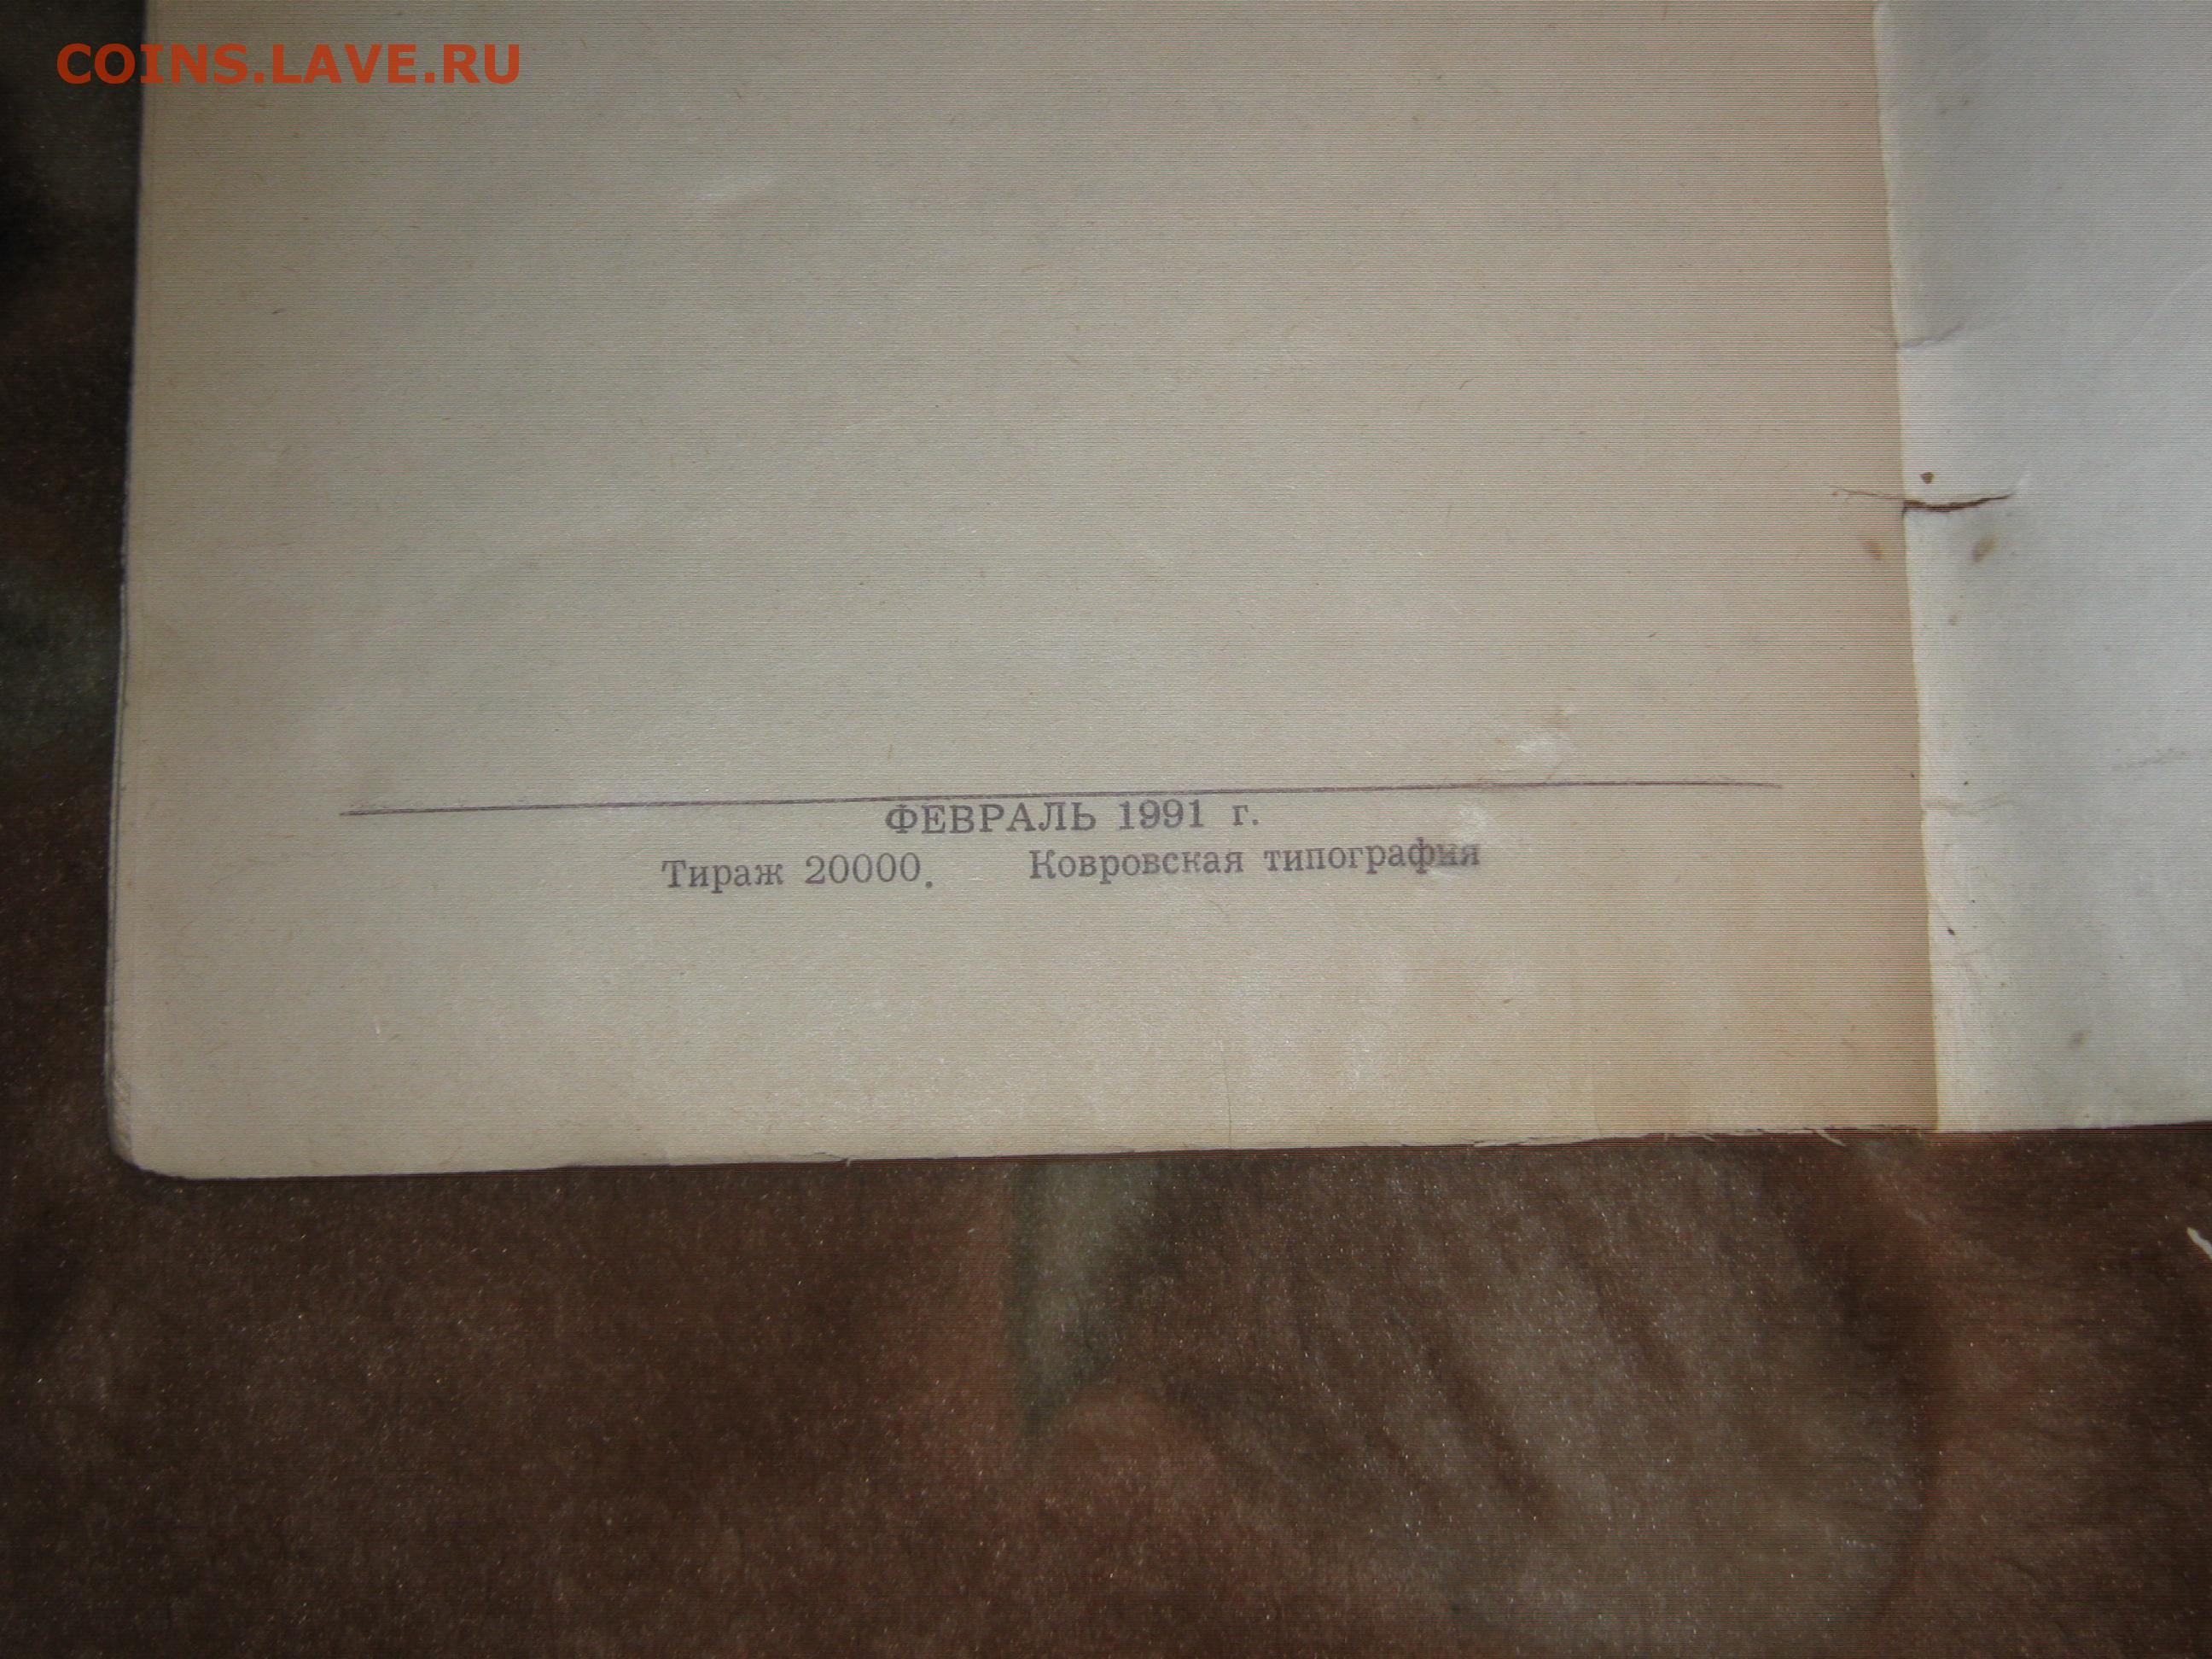 COINS.LAVE.RU
ФЕВРАЛЬ 1991 г.
Тираж 20000. Ковровская типография